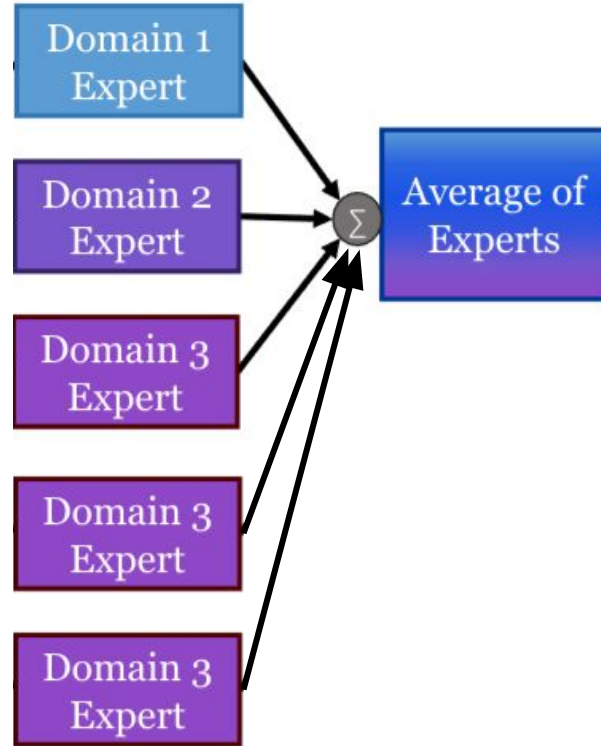 Domain 1
Expert
Domain 2
Expert
Domain 3
Expert
Domain 3
Expert
Domain 3
Expert
∑
Average of
Experts